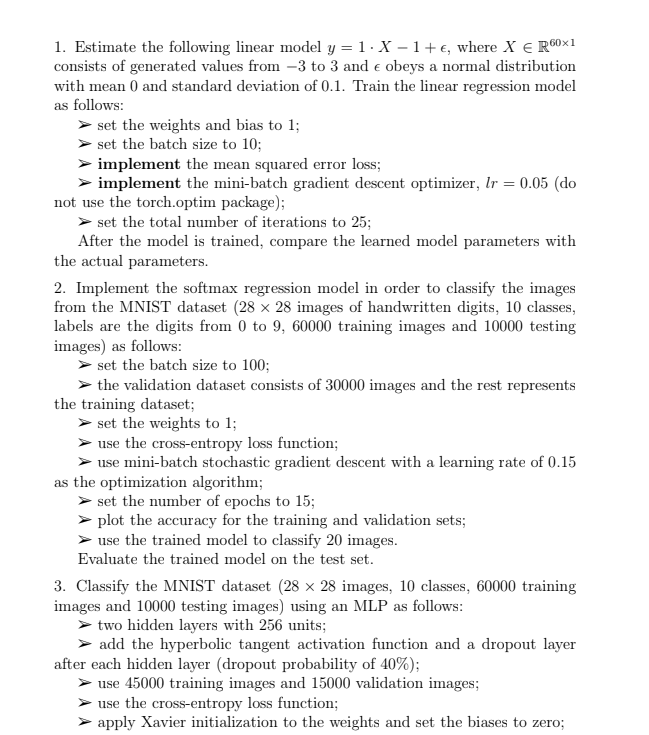 1. Estimate the following linear model y = 1 · X − 1 + ϵ, where X ∈ ℝ⁶⁰ˣ¹
consists of generated values from −3 to 3 and ϵ obeys a normal distribution
with mean 0 and standard deviation of 0.1. Train the linear regression model
as follows:
➢ set the weights and bias to 1;
➢ set the batch size to 10;
➢ implement the mean squared error loss;
➢ implement the mini-batch gradient descent optimizer, lr = 0.05 (do
not use the torch.optim package);
➢ set the total number of iterations to 25;
After the model is trained, compare the learned model parameters with
the actual parameters.
2. Implement the softmax regression model in order to classify the images
from the MNIST dataset (28 × 28 images of handwritten digits, 10 classes,
labels are the digits from 0 to 9, 60000 training images and 10000 testing
images) as follows:
➢ set the batch size to 100;
➢ the validation dataset consists of 30000 images and the rest represents
the training dataset;
➢ set the weights to 1;
➢ use the cross-entropy loss function;
➢ use mini-batch stochastic gradient descent with a learning rate of 0.15
as the optimization algorithm;
➢ set the number of epochs to 15;
➢ plot the accuracy for the training and validation sets;
➢ use the trained model to classify 20 images.
Evaluate the trained model on the test set.
3. Classify the MNIST dataset (28 × 28 images, 10 classes, 60000 training
images and 10000 testing images) using an MLP as follows:
➢ two hidden layers with 256 units;
➢ add the hyperbolic tangent activation function and a dropout layer
after each hidden layer (dropout probability of 40%);
➢ use 45000 training images and 15000 validation images;
➢ use the cross-entropy loss function;
➢ apply Xavier initialization to the weights and set the biases to zero;